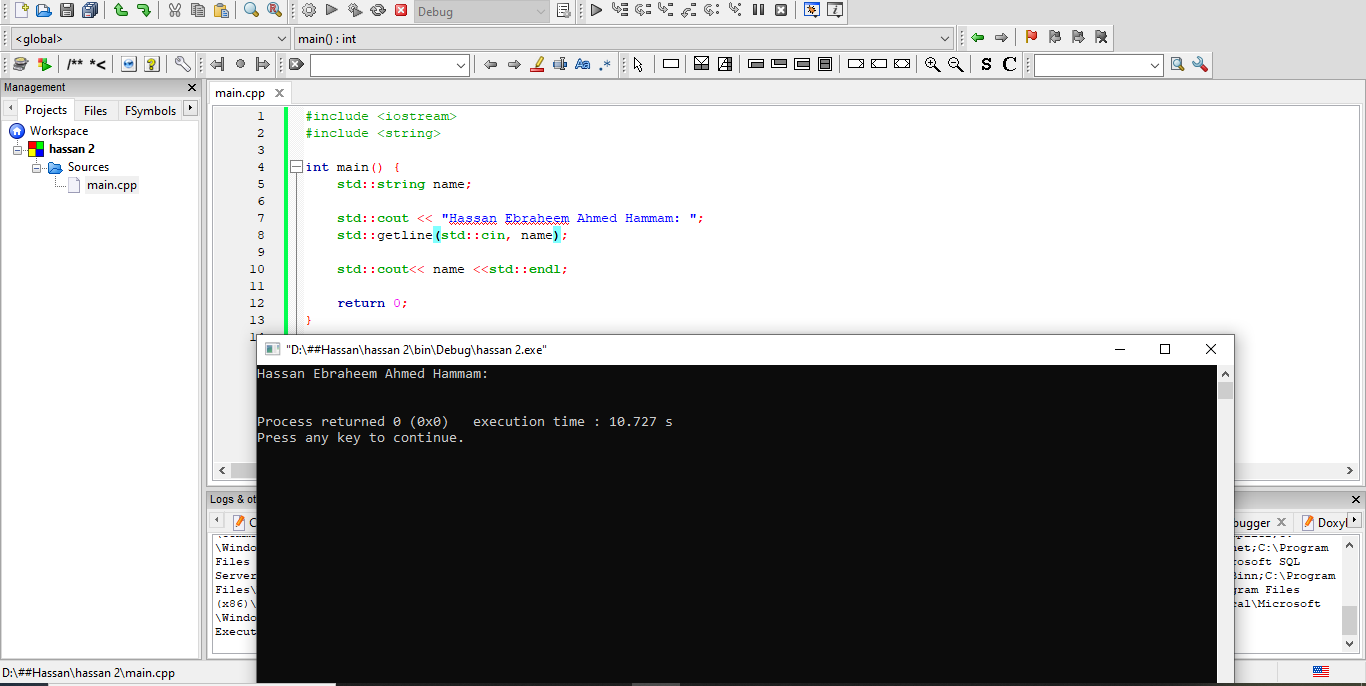 Debug
<global>
main() : int
/** *<
Aa .*
S C
Management
Projects Files FSymbols
Workspace
hassan 2
Sources
main.cpp
main.cpp
1 #include <iostream>
2 #include <string>
3
4 int main() {
5 std::string name;
6
7 std::cout << "Hassan Ebraheem Ahmed Hammam: ";
8 std::getline(std::cin, name);
9
10 std::cout<< name <<std::endl;
11
12 return 0;
13 }
"D:\##Hassan\hassan 2\bin\Debug\hassan 2.exe"
Hassan Ebraheem Ahmed Hammam:
Process returned 0 (0x0) execution time : 10.727 s
Press any key to continue.
Logs & ot
C
ugger
Doxyl
\Windo
Files
Server
Files\
(x86)\
\Windo
Execut
et;C:\Program
osoft SQL
Binn;C:\Program
gram Files
al\Microsoft
D:\##Hassan\hassan 2\main.cpp